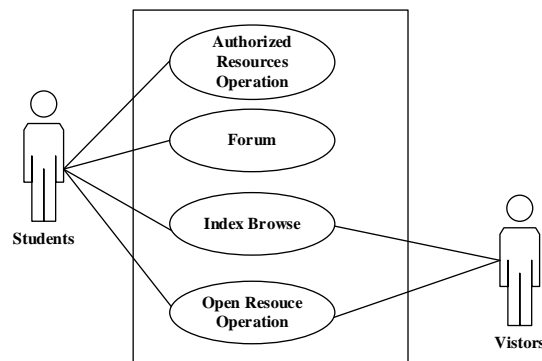 Authorized
Resources
Operation
Forum
Index Browse
Open Resouce
Operation
Students
Vistors